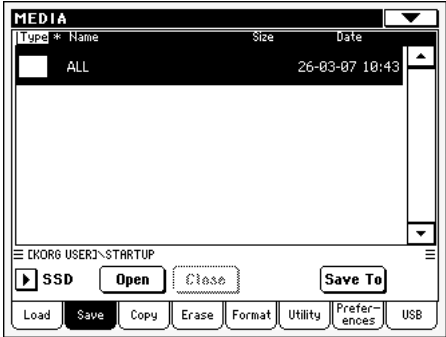 MEDIA
Type * Name Size Date
ALL 26-03-07 10:43
[KORG USER]\STARTUP
SSD Open Close Save To
Load Save Copy Erase Format Utility Prefer-
ences USB